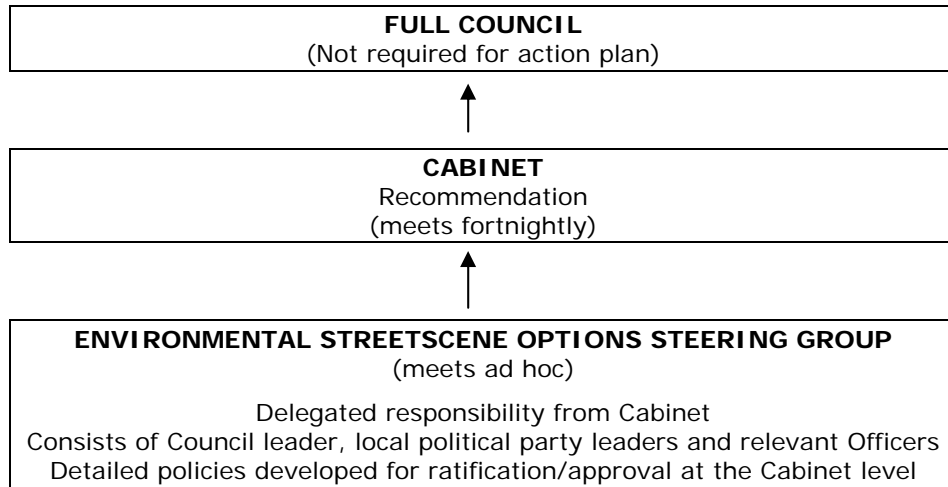 FULL COUNCIL
(Not required for action plan)
CABINET
Recommendation
(meets fortnightly)
ENVIRONMENTAL STREETSCENE OPTIONS STEERING GROUP
(meets ad hoc)
Delegated responsibility from Cabinet
Consists of Council leader, local political party leaders and relevant Officers
Detailed policies developed for ratification/approval at the Cabinet level